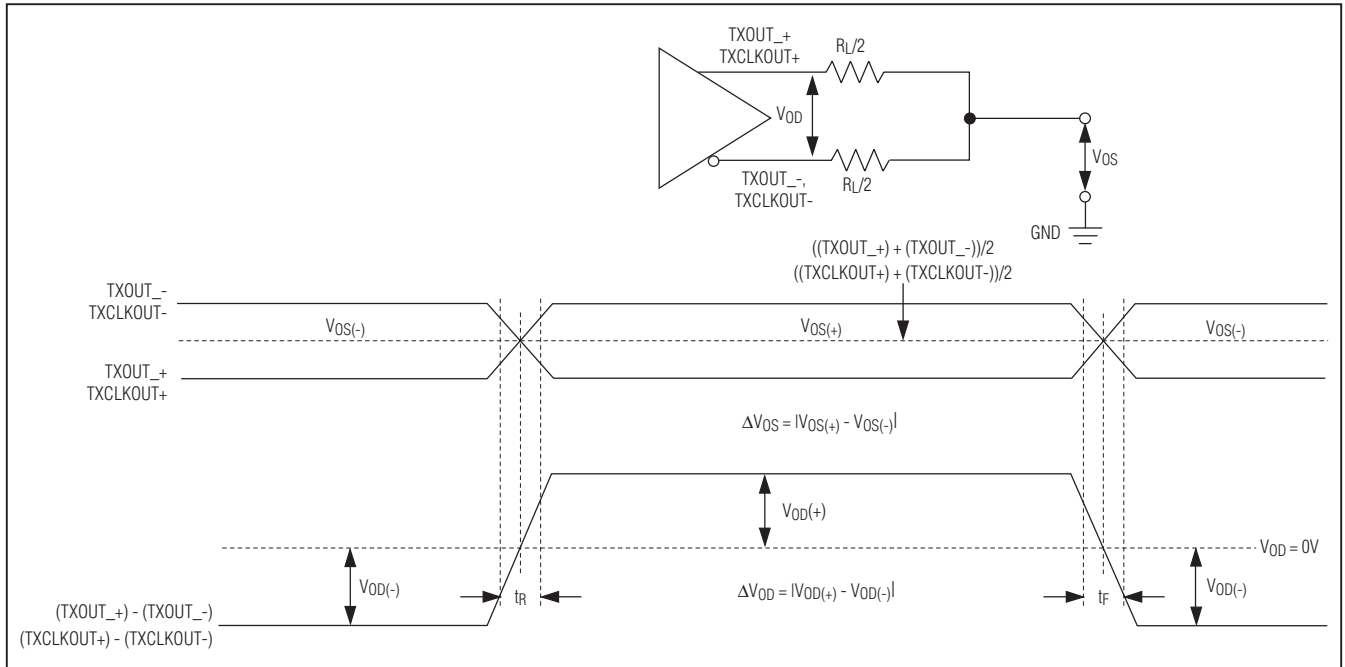 TXOUT_+
TXCLKOUT+
RL/2
VOD
RL/2
TXOUT_-,
TXCLKOUT-
VOS
GND
((TXOUT_+) + (TXOUT_-))/2
((TXCLKOUT+) + (TXCLKOUT-))/2
TXOUT_-
TXCLKOUT-
VOS(-)
VOS(+)
VOS(-)
TXOUT_+
TXCLKOUT+
ΔVOS = |VOS(+) - VOS(-)|
VOD(+)
VOD = 0V
VOD(-)
tR
ΔVOD = |VOD(+) - VOD(-)|
tF
VOD(-)
(TXOUT_+) - (TXOUT_-)
(TXCLKOUT+) - (TXCLKOUT-)